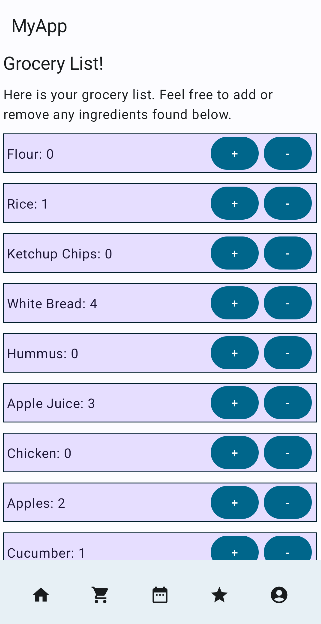 MyApp
Grocery List!
Here is your grocery list. Feel free to add or
remove any ingredients found below.
Flour: 0 + -
Rice: 1 + -
Ketchup Chips: 0 + -
White Bread: 4 + -
Hummus: 0 + -
Apple Juice: 3 + -
Chicken: 0 + -
Apples: 2 + -
Cucumber: 1 + -